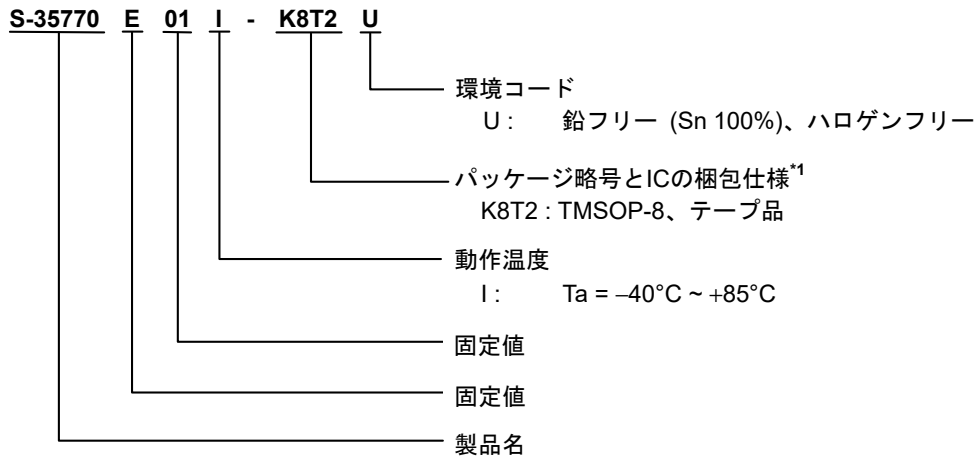 S-35770 E 01 I - K8T2 U
環境コード
U : 鉛フリー (Sn 100%)、ハロゲンフリー
パッケージ略号とICの梱包仕様*1
K8T2 : TMSOP-8、テープ品
動作温度
I : Ta = −40°C ~ +85°C
固定値
固定値
製品名